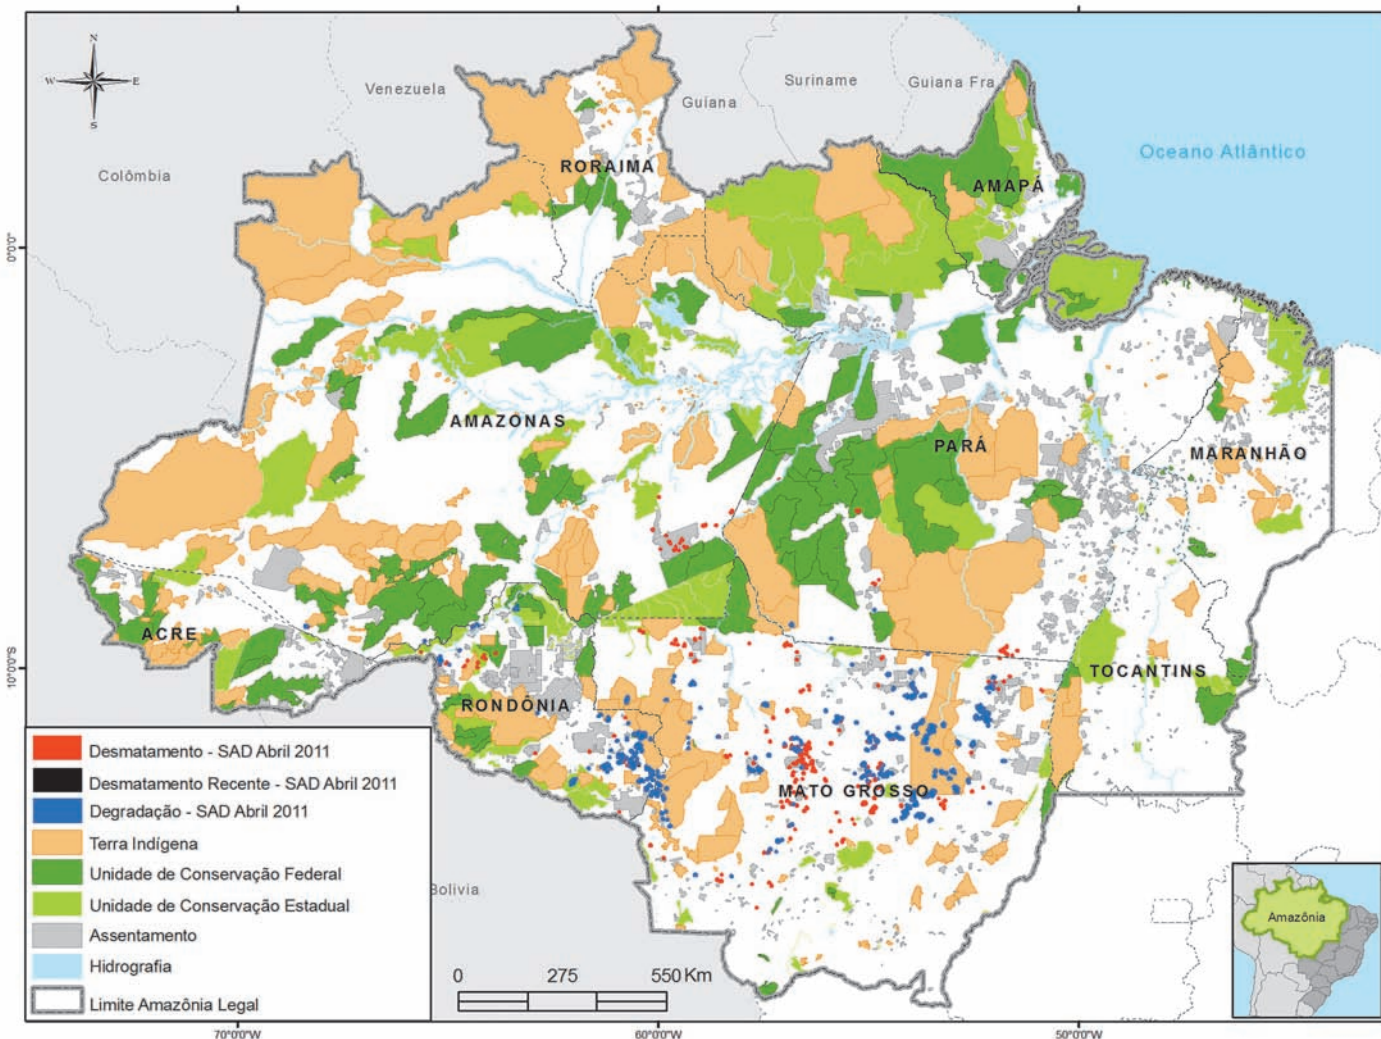 N
W
E
S
Venezuela
Guiana
Suriname
Guiana Fra
Colômbia
Oceano Atlântico
RORAIMA
AMAPÁ
0°0'0"
AMAZONAS
PARÁ
MARANHÃO
ACRE
10°0'0"S
RONDÔNIA
TOCANTINS
MATO GROSSO
Bolivia
Desmatamento - SAD Abril 2011
Desmatamento Recente - SAD Abril 2011
Degradação - SAD Abril 2011
Terra Indígena
Unidade de Conservação Federal
Unidade de Conservação Estadual
Assentamento
Hidrografia
Limite Amazônia Legal
0 275 550 Km
Amazônia
70°0'0"W 60°0'0"W 50°0'0"W